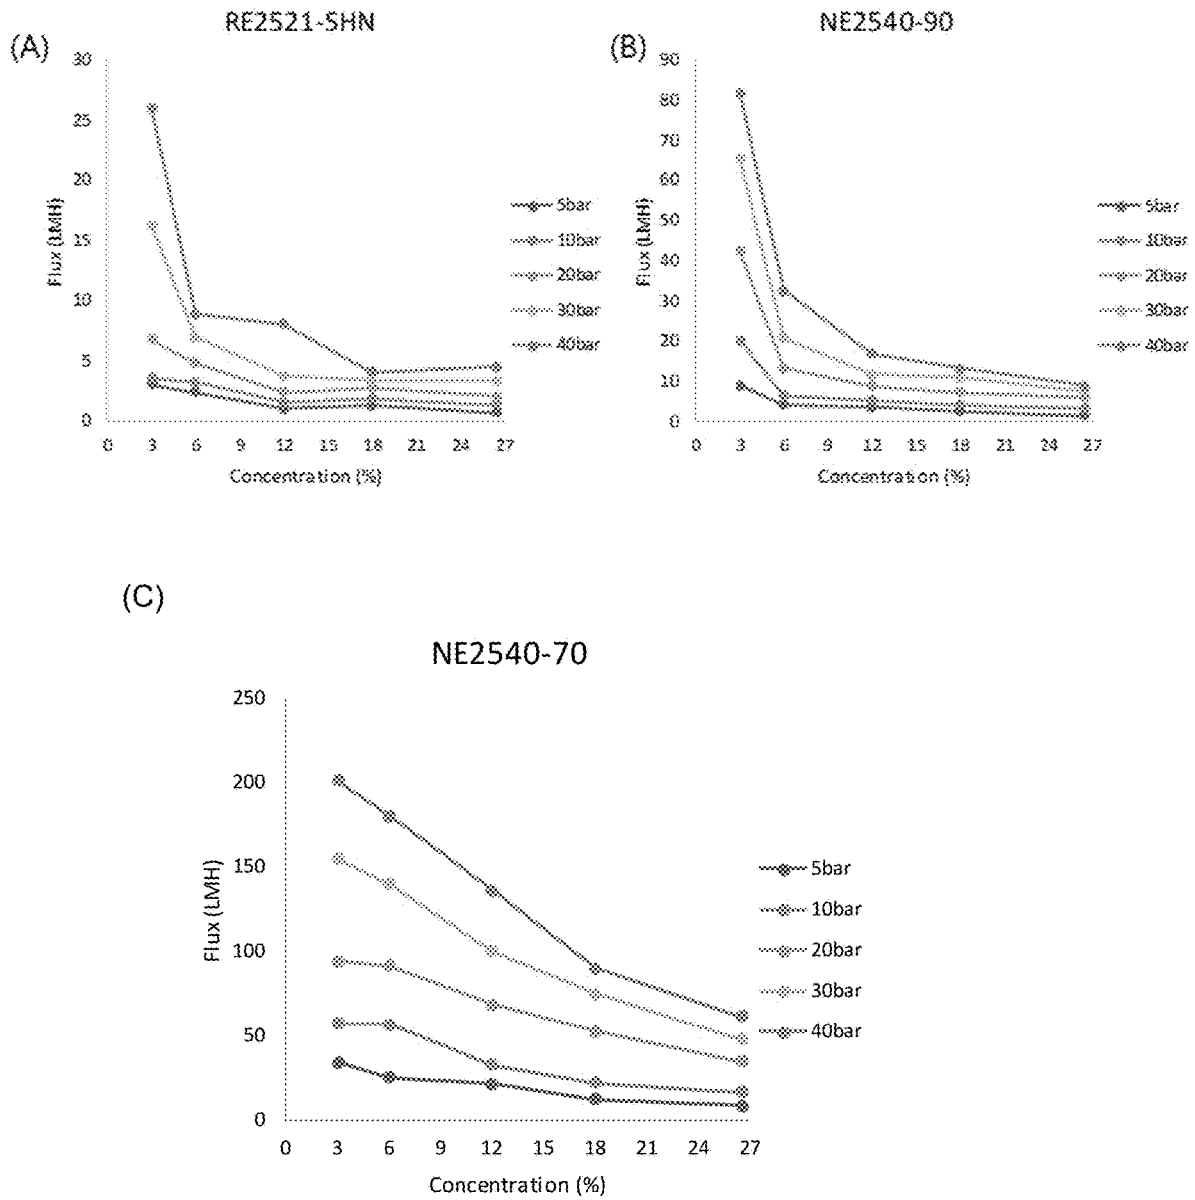 RE2521-SHN
(A)
30
25
20
15
10
5
0
Flux (LMH)
0 3 6 9 12 15 18 21 24 27
Concentration (%)
5bar
10bar
20bar
30bar
40bar
NE2540-90
(B)
90
80
70
60
50
40
30
20
10
0
Flux (LMH)
0 3 6 9 12 15 18 21 24 27
Concentration (%)
5bar
10bar
20bar
30bar
40bar
(C)
NE2540-70
250
200
150
100
50
0
Flux (LMH)
0 3 6 9 12 15 18 21 24 27
Concentration (%)
5bar
10bar
20bar
30bar
40bar